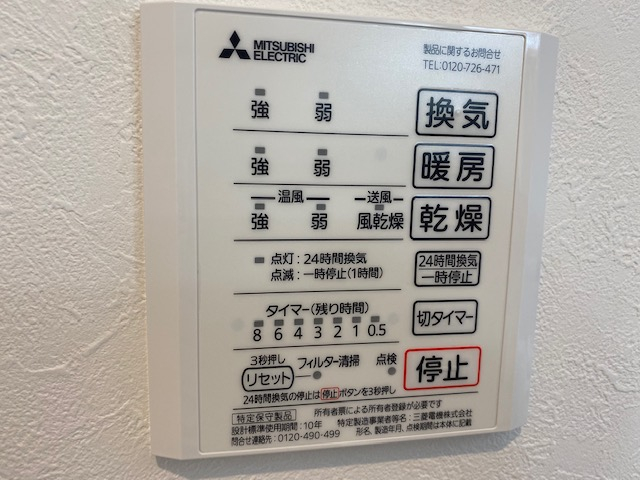 MITSUBISHI
ELECTRIC
製品に関するお問合せ
TEL:0120-726-471
強 弱 換気
強 弱 暖房
温風 送風
強 弱 風乾燥 乾燥
点灯:24時間換気
点滅:一時停止(1時間)
24時間換気
一時停止
タイマー(残り時間)
8 6 4 3 2 1 0.5
切タイマー
3秒押し
リセット フィルター清掃 点検
停止
24時間換気の停止は停止ボタンを3秒押し
特定保守製品 所有者票による所有者登録が必要です
設計標準使用期間:10年 特定製造事業者等名:三菱電機株式会社
問合せ連絡先:0120-490-499 形名、製造年月、点検期間は本体に記載